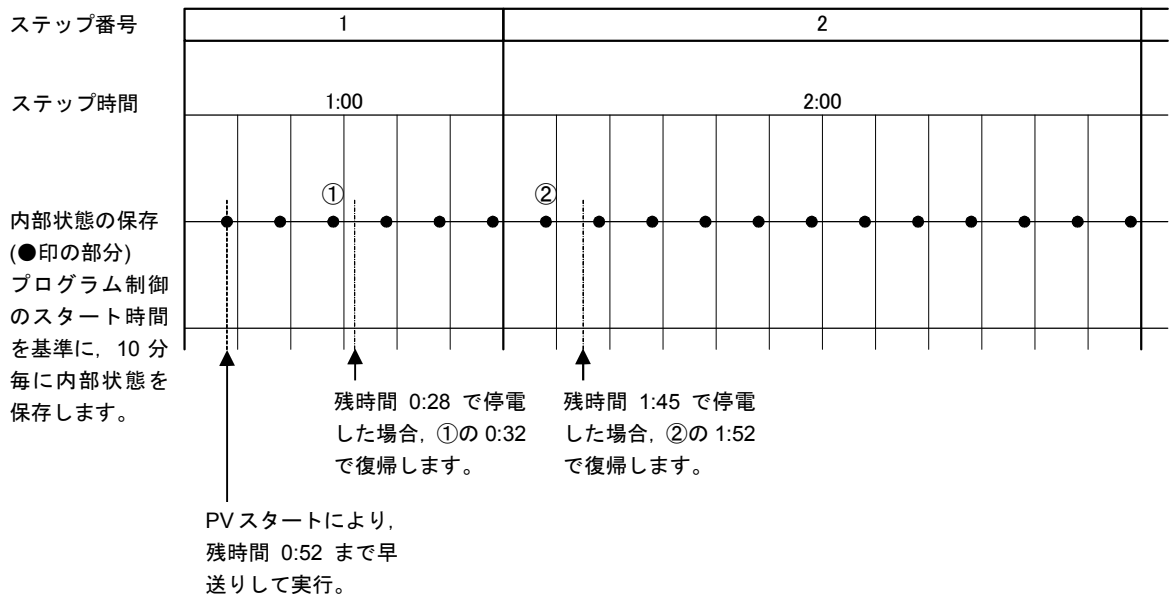 ステップ番号
1
2
ステップ時間
1:00
2:00
①
②
内部状態の保存
(●印の部分)
プログラム制御
のスタート時間
を基準に, 10 分
毎に内部状態を
保存します。
残時間 0:28 で停電
した場合, ①の 0:32
で復帰します。
残時間 1:45 で停電
した場合, ②の 1:52
で復帰します。
PV スタートにより,
残時間 0:52 まで早
送りして実行。